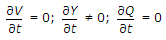 ∂V/∂t = 0; ∂Y/∂t ≠ 0; ∂Q/∂t = 0